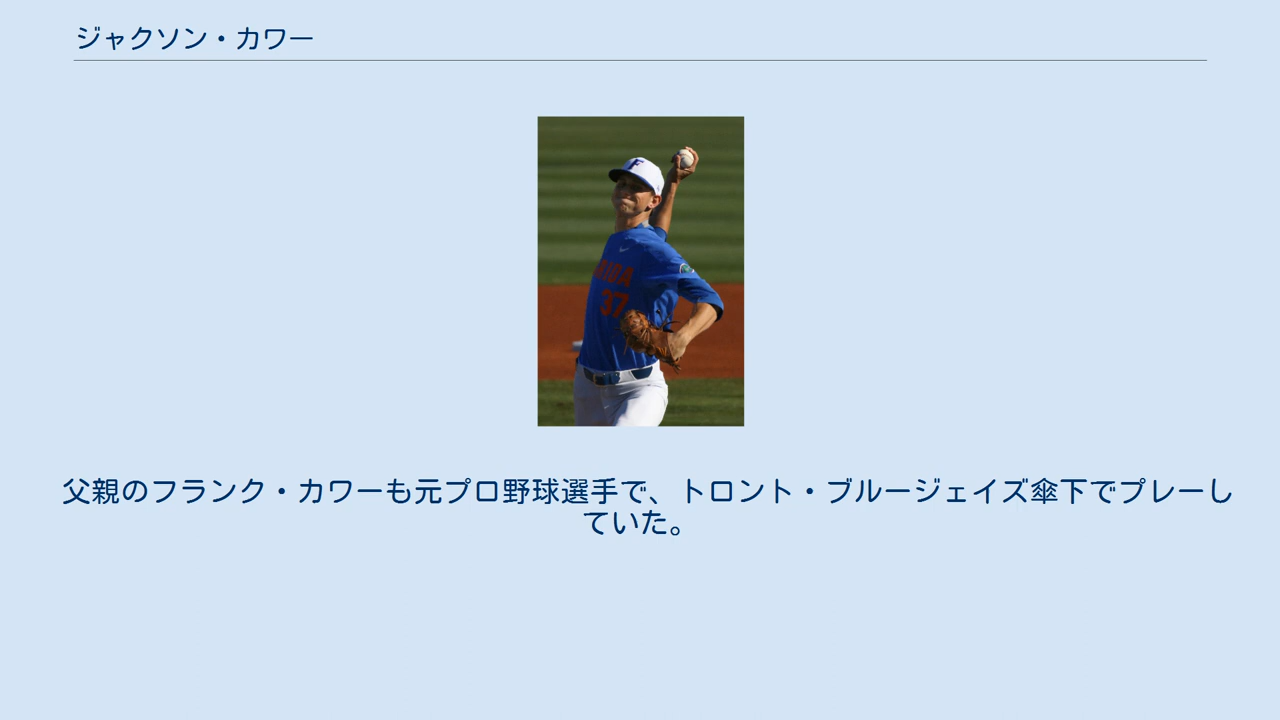 ジャクソン・カワー
F
RIDA
37
父親のフランク・カワーも元プロ野球選手で、トロント・ブルージェイズ傘下でプレーし
ていた。